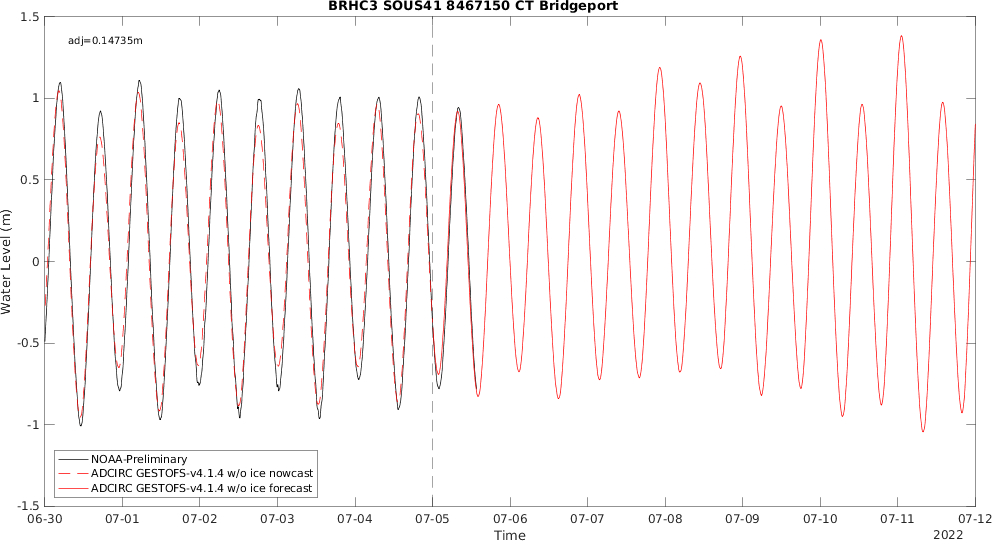 BRHC3 SOUS41 8467150 CT Bridgeport
adj=0.14735m
1.5
1
0.5
0
-0.5
-1
-1.5
Water Level (m)
NOAA-Preliminary
ADCIRC GESTOFS-v4.1.4 w/o ice nowcast
ADCIRC GESTOFS-v4.1.4 w/o ice forecast
06-30 07-01 07-02 07-03 07-04 07-05 07-06 07-07 07-08 07-09 07-10 07-11 07-12
Time
2022